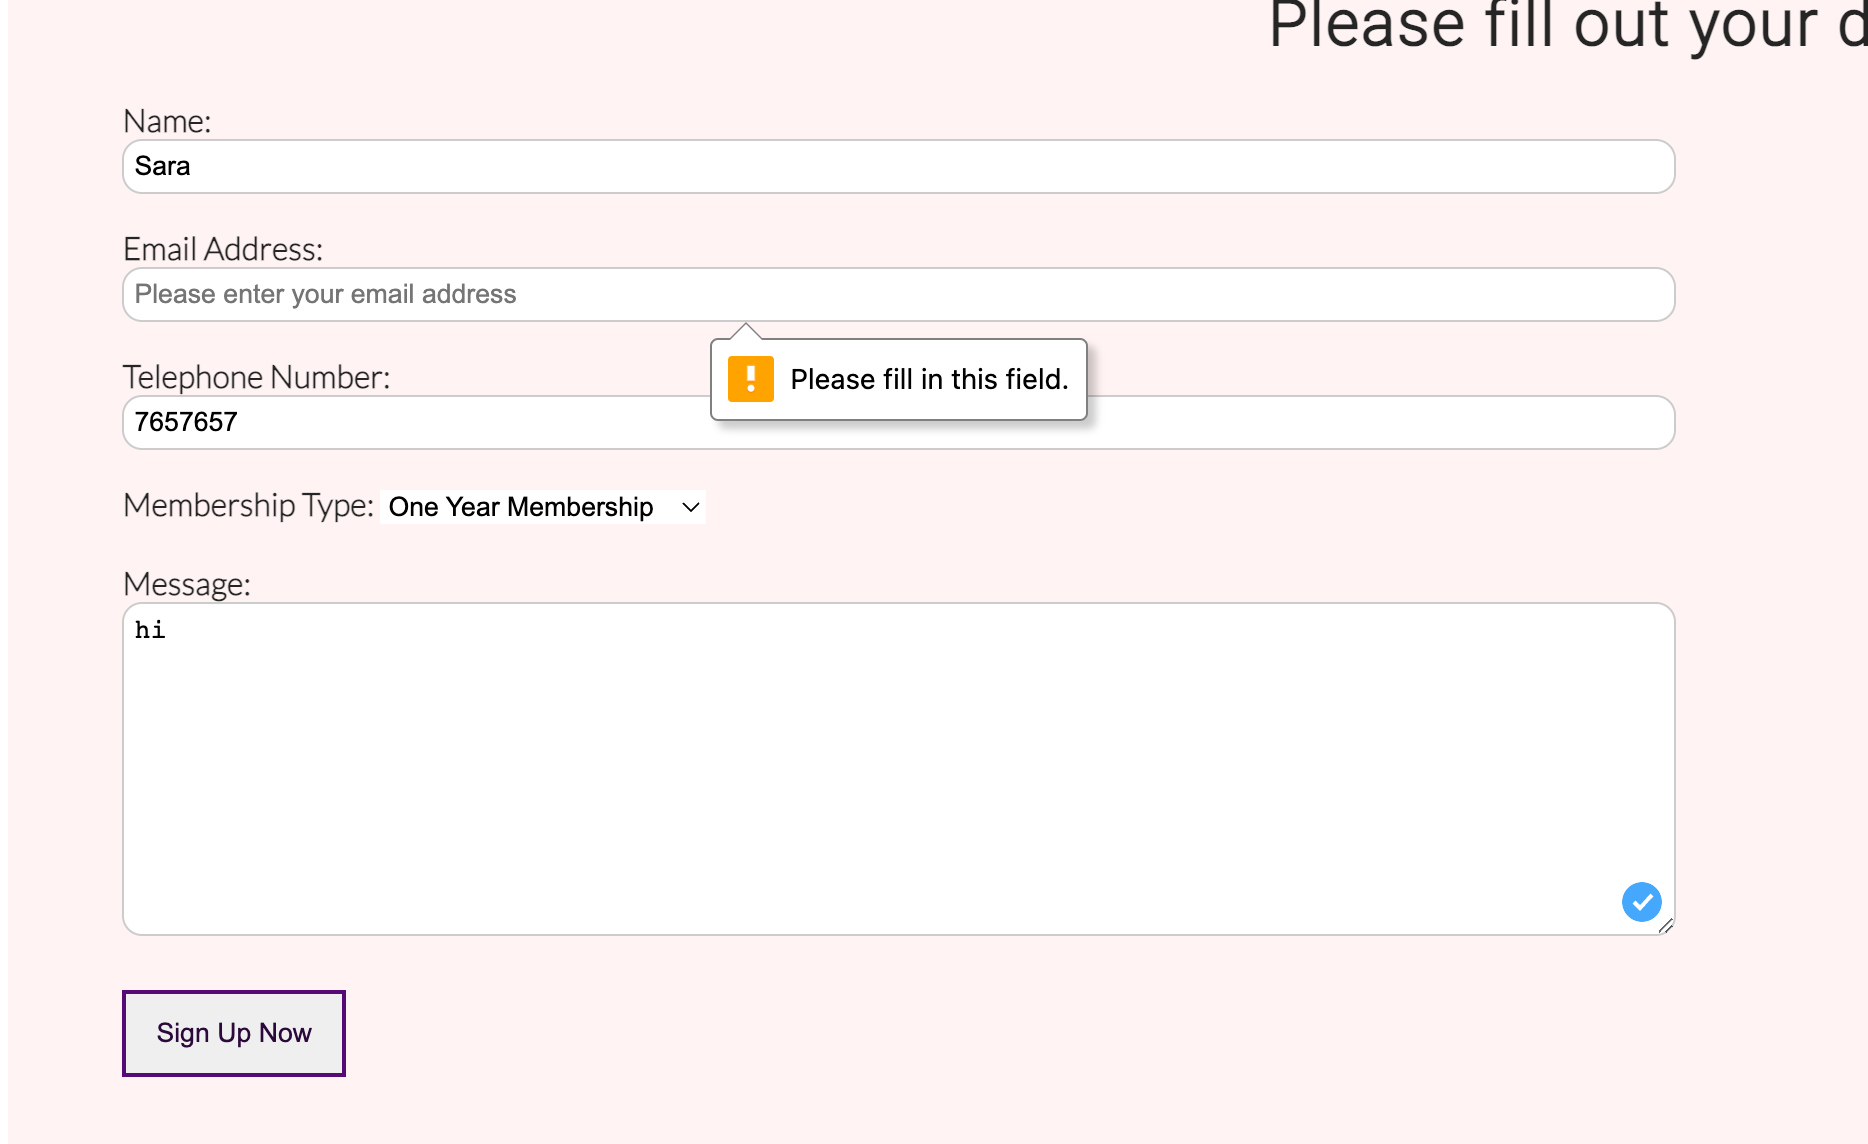 Please fill out your d
Name:
Sara
Email Address:
Please enter your email address
Please fill in this field.
Telephone Number:
7657657
Membership Type: One Year Membership
Message:
hi
Sign Up Now